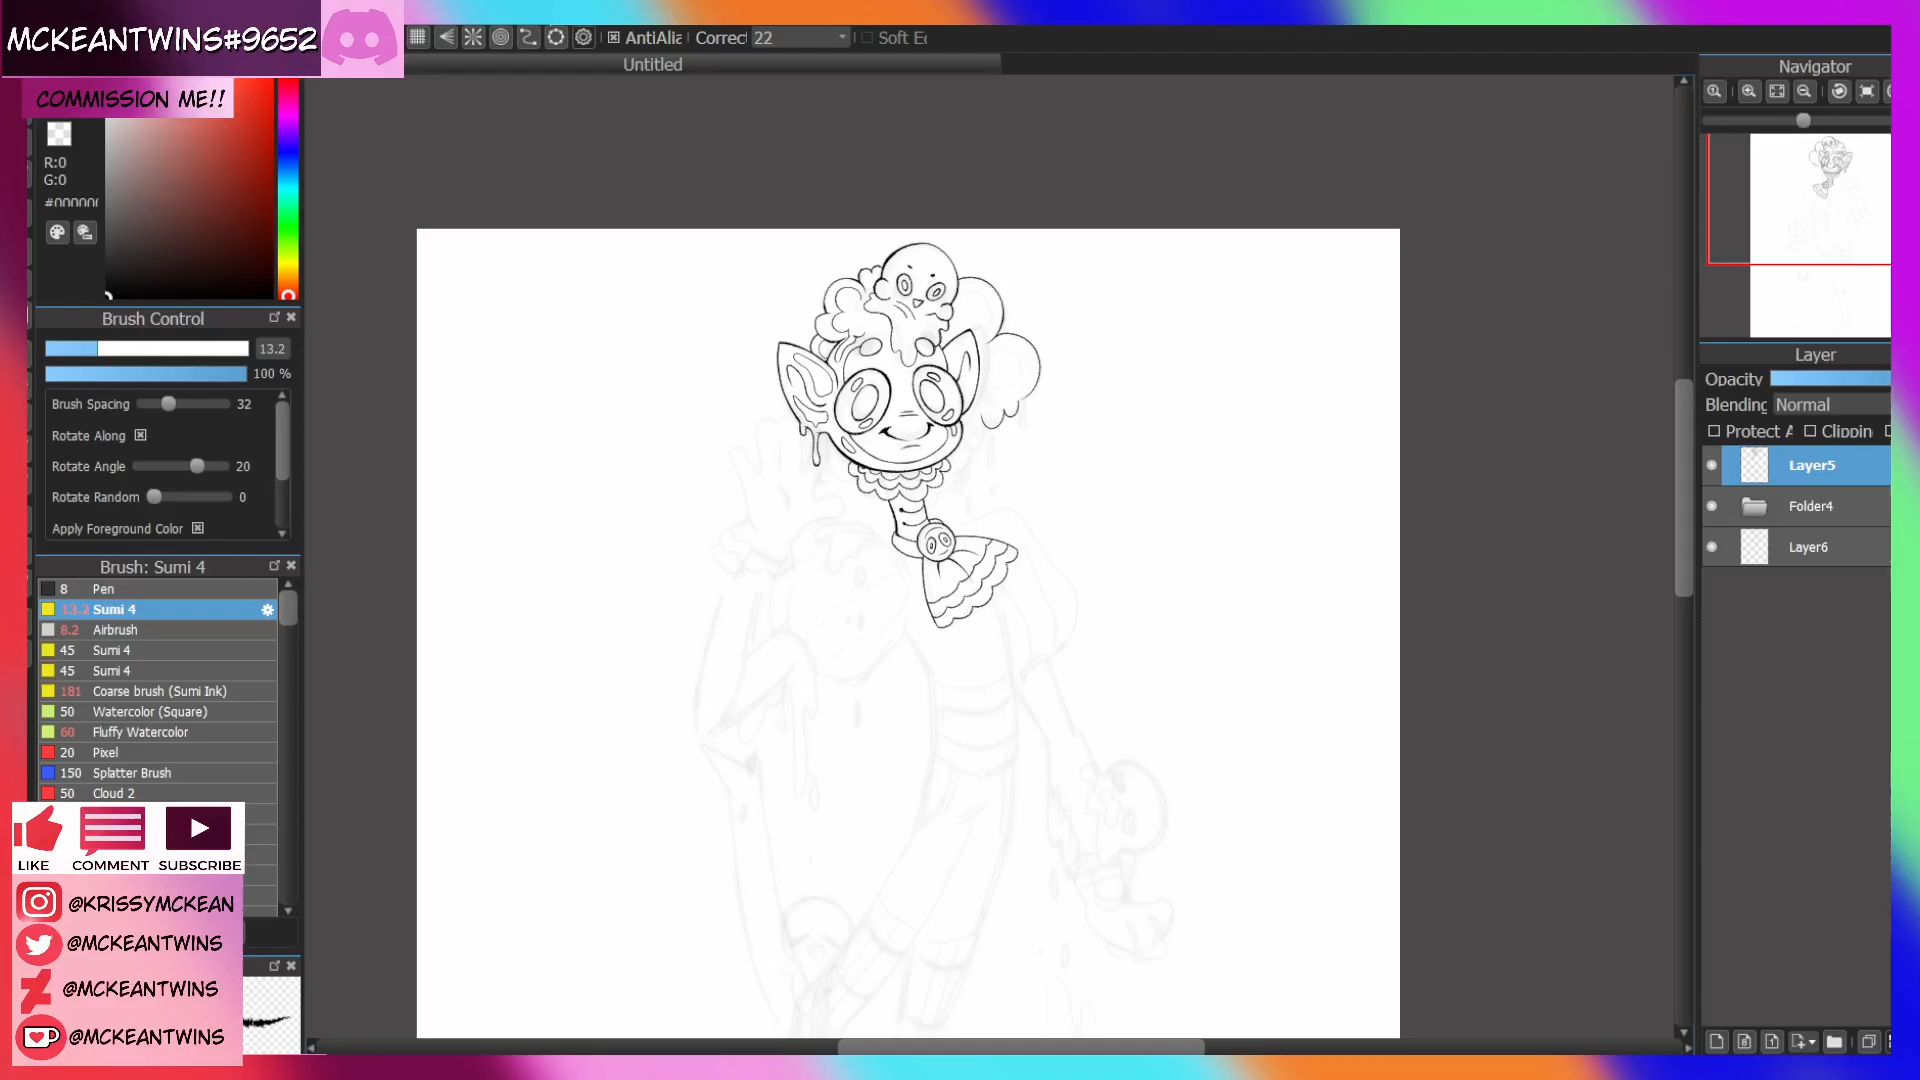 MCKEANTWINS#9652
COMMISSION ME!!
AntiAlia
Correct
22
Soft Ed
Untitled
Navigator
R:0
G:0
#000000
Brush Control
13.2
100 %
Brush Spacing
32
Rotate Along
Rotate Angle
20
Rotate Random
0
Apply Foreground Color
Brush: Sumi 4
8 Pen
13.2 Sumi 4
8.2 Airbrush
45 Sumi 4
45 Sumi 4
181 Coarse brush (Sumi Ink)
50 Watercolor (Square)
60 Fluffy Watercolor
20 Pixel
150 Splatter Brush
50 Cloud 2
LIKE COMMENT SUBSCRIBE
@KRISSYMCKEAN
@MCKEANTWINS
@MCKEANTWINS
@MCKEANTWINS
Layer
Opacity
Blending Normal
Protect A
Clippin
Layer5
Folder4
Layer6